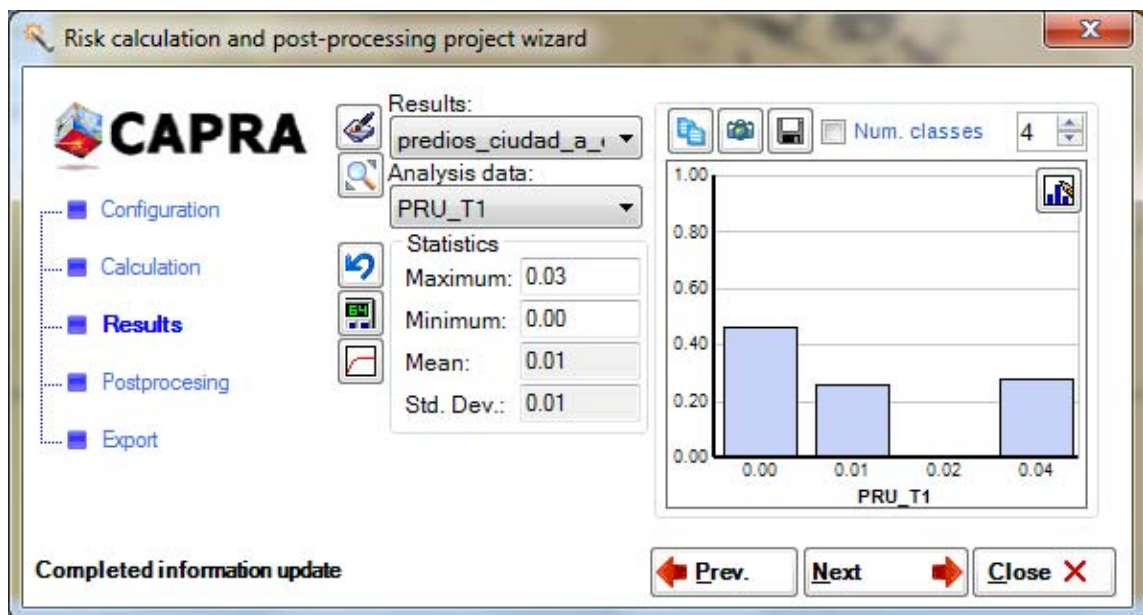 Risk calculation and post-processing project wizard
X
CAPRA
Configuration
Calculation
Results
Postprocesing
Export
Results:
predios_ciudad_a_
Analysis data:
PRU_T1
Statistics
Maximum: 0.03
Minimum: 0.00
Mean: 0.01
Std. Dev.: 0.01
Num. classes 4
1.00
0.80
0.60
0.40
0.20
0.00
0.00 0.01 0.02 0.04
PRU_T1
Completed information update
Prev. Next Close